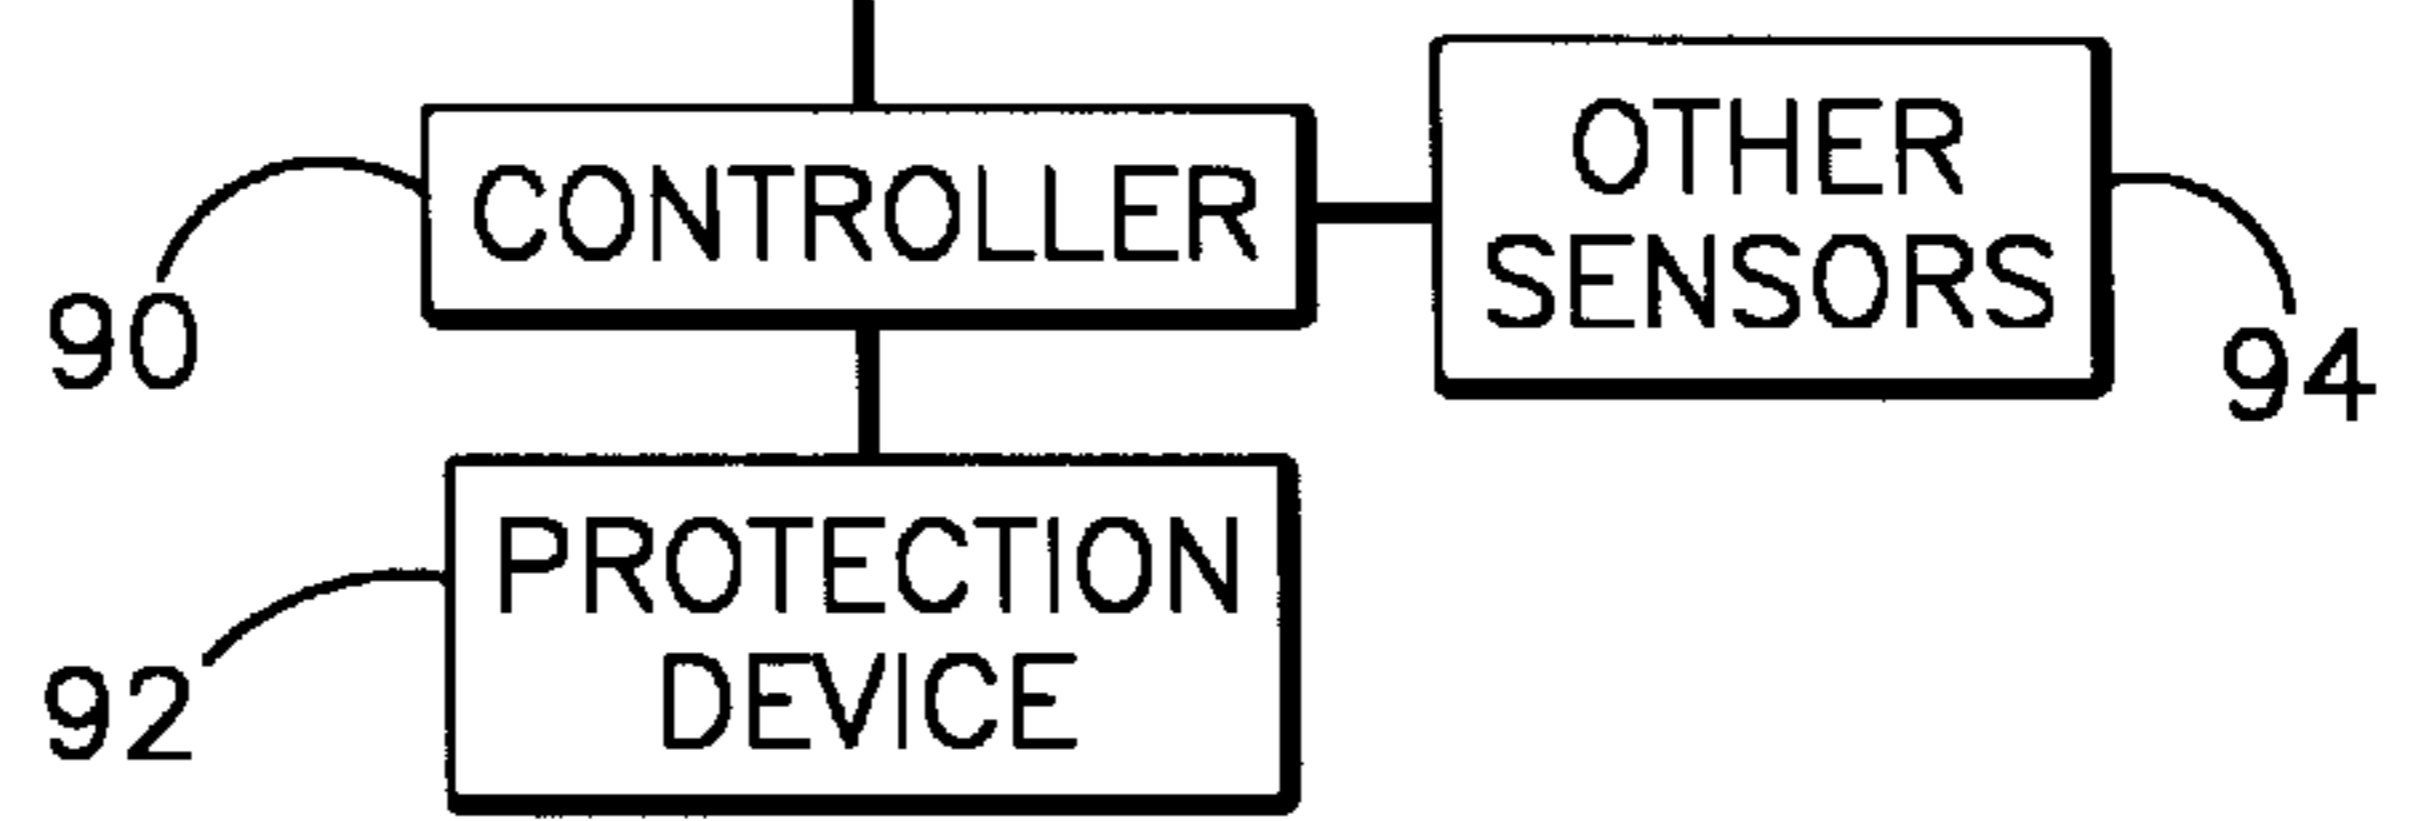 CONTROLLER
OTHER
SENSORS
90
94
PROTECTION
DEVICE
92